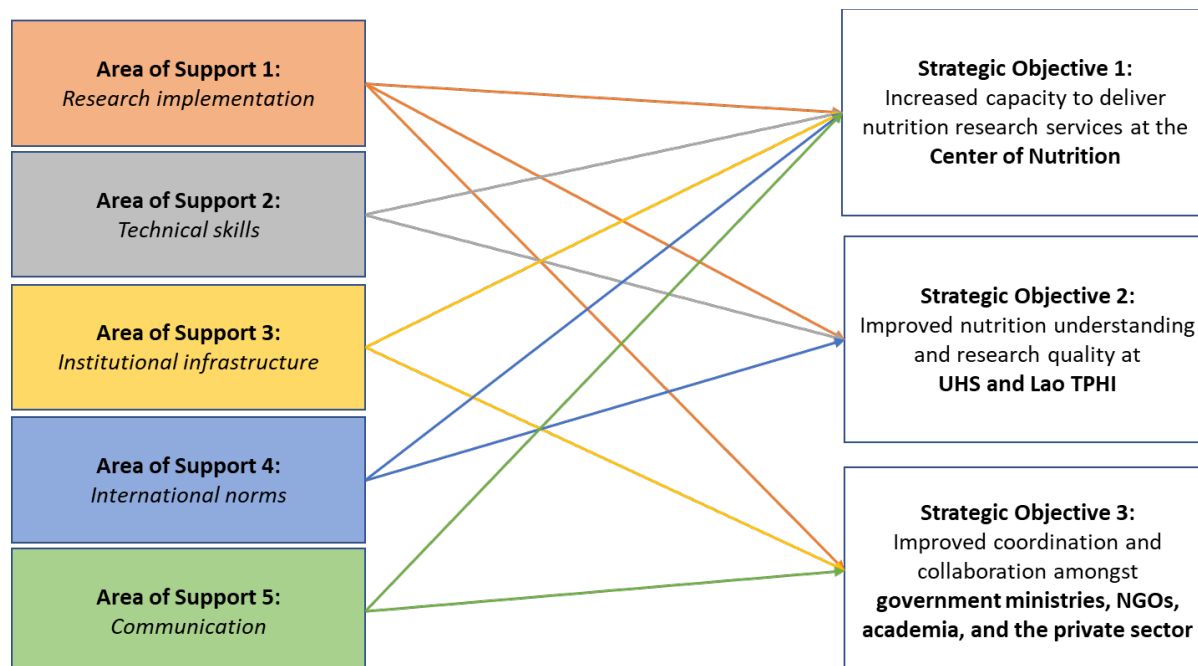 Area of Support 1:
Research implementation
Area of Support 2:
Technical skills
Area of Support 3:
Institutional infrastructure
Area of Support 4:
International norms
Area of Support 5:
Communication
Strategic Objective 1:
Increased capacity to deliver
nutrition research services at the
Center of Nutrition
Strategic Objective 2:
Improved nutrition understanding
and research quality at
UHS and Lao TPHI
Strategic Objective 3:
Improved coordination and
collaboration amongst
government ministries, NGOs,
academia, and the private sector